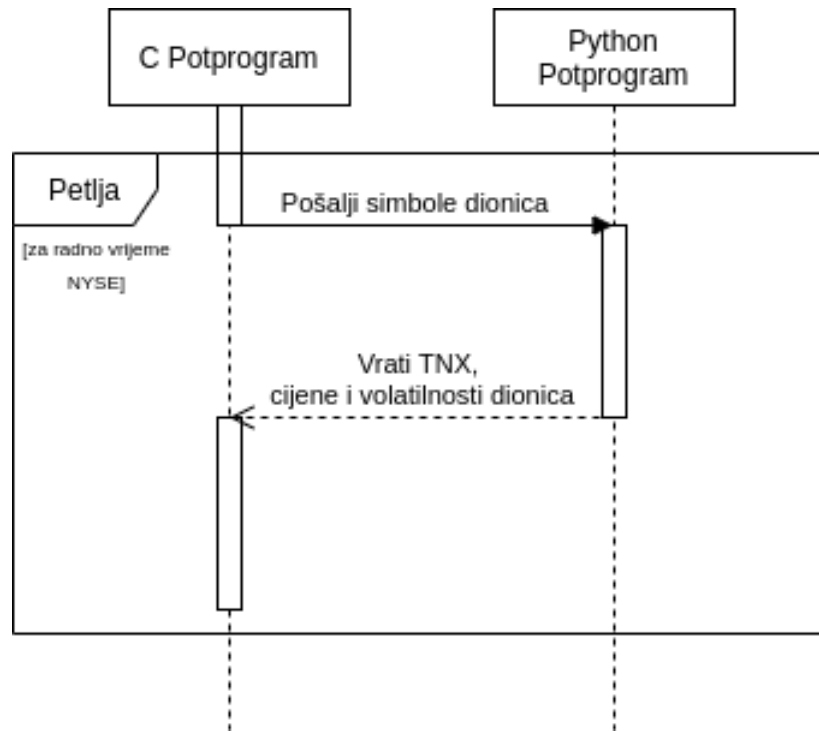 C Potprogram
Python
Potprogram
Petlja
[za radno vrijeme
NYSE]
Pošalji simbole dionica
Vrati TNX,
cijene i volatilnosti dionica